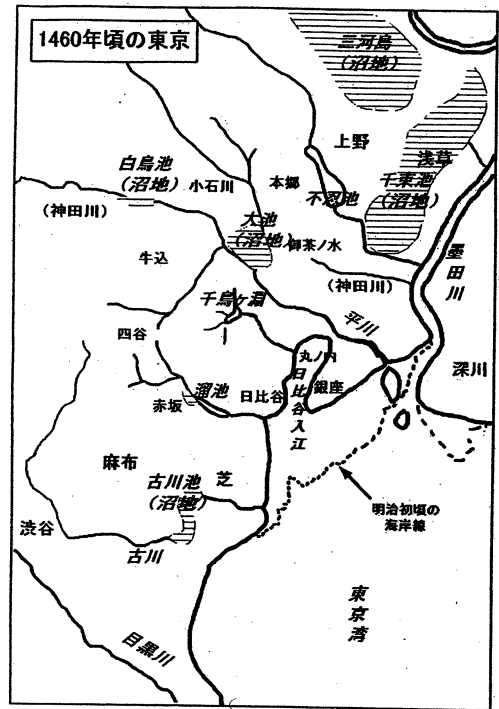 1460年頃の東京
三河島
(沼地)
上野
浅草
千束池
(沼地)
白鳥池
(沼地)
小石川
本郷
不忍池
(神田川)
大池
(沼地)
御茶ノ水
(神田川)
墨田川
牛込
千鳥ヶ淵
平川
四谷
丸ノ内
深川
溜池
赤坂
日比谷
日比谷入江
銀座
麻布
古川池
(沼地)
芝
明治初頃の
海岸線
渋谷
古川
東京湾
目黒川